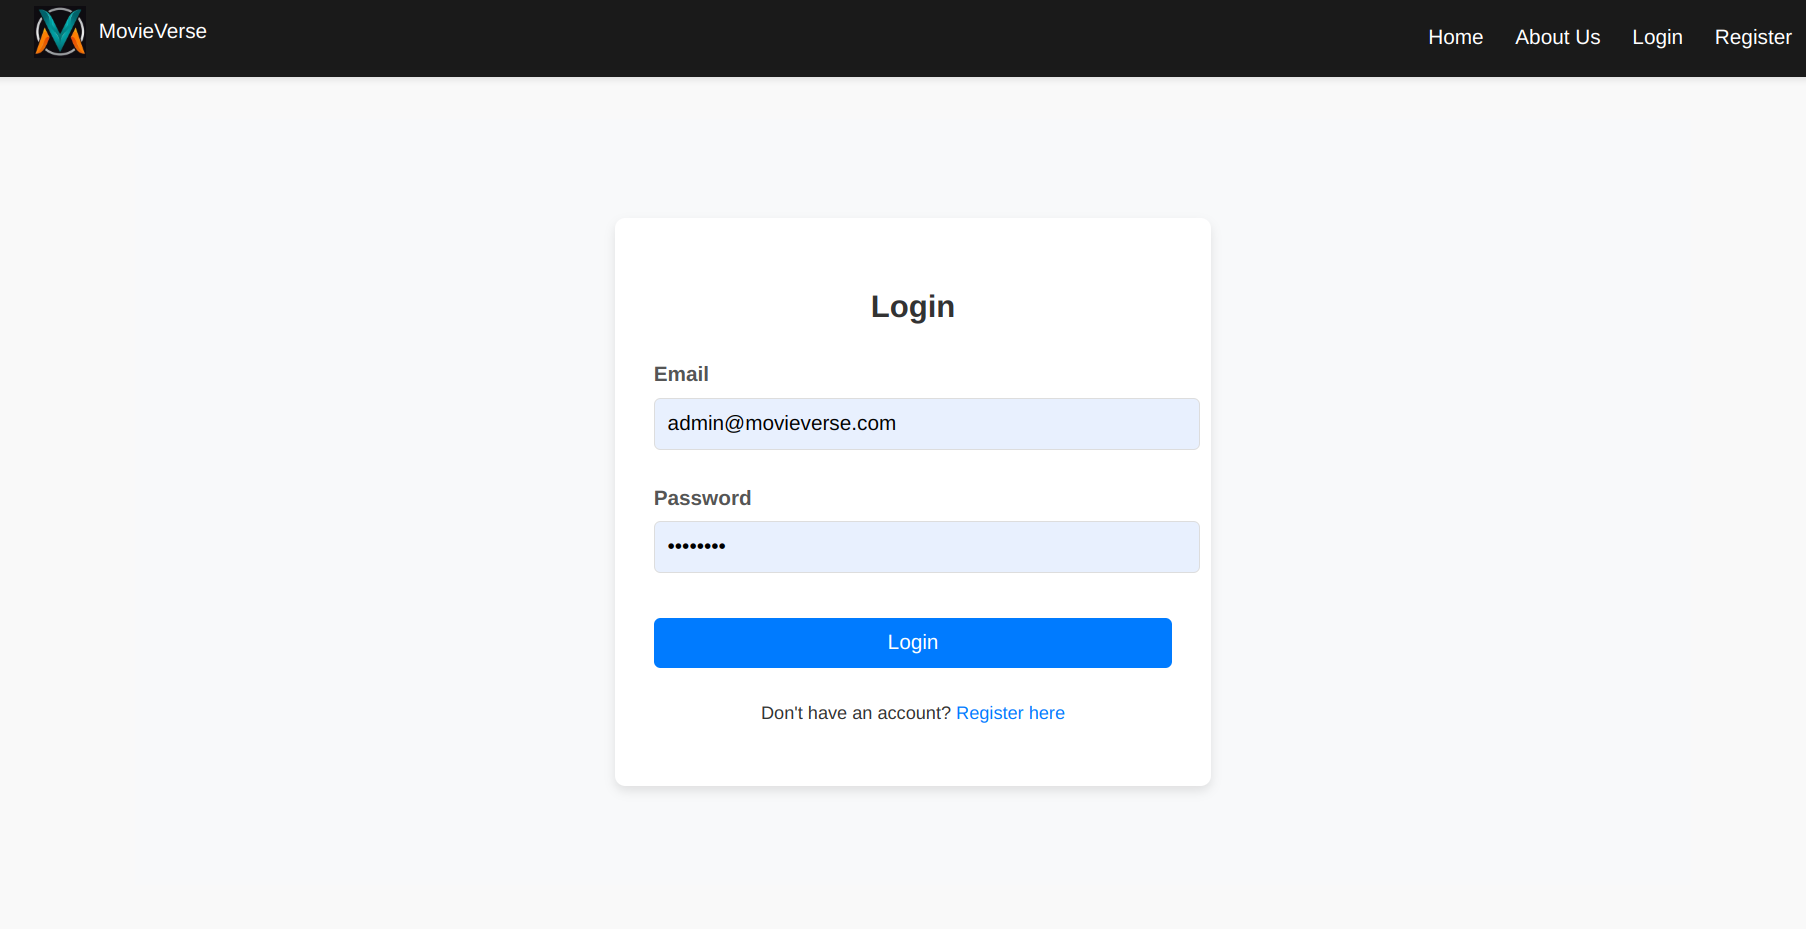 MovieVerse
Home About Us Login Register
Login
Email
admin@movieverse.com
Password
••••••••
Login
Don't have an account? Register here